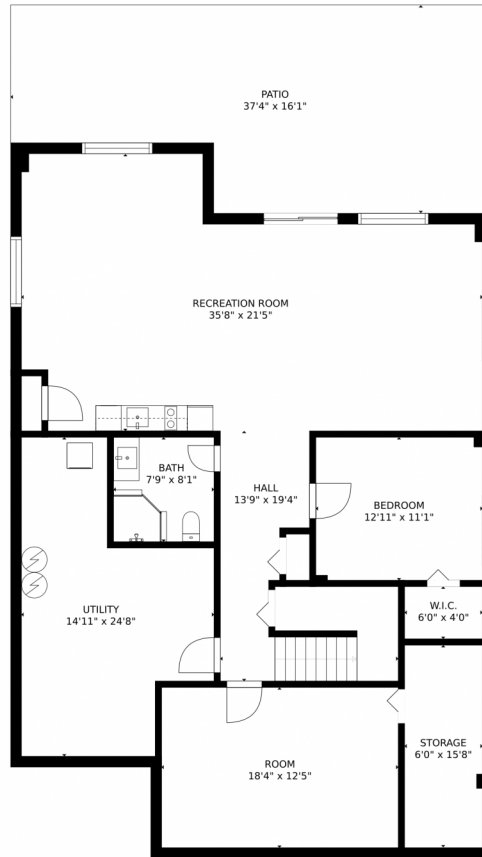 PATIO
37'4" x 16'1"
RECREATION ROOM
35'8" x 21'5"
BATH
7'9" x 8'1"
HALL
13'9" x 19'4"
BEDROOM
12'11" x 11'1"
W.I.C.
6'0" x 4'0"
UTILITY
14'11" x 24'8"
STORAGE
6'0" x 15'8"
ROOM
18'4" x 12'5"